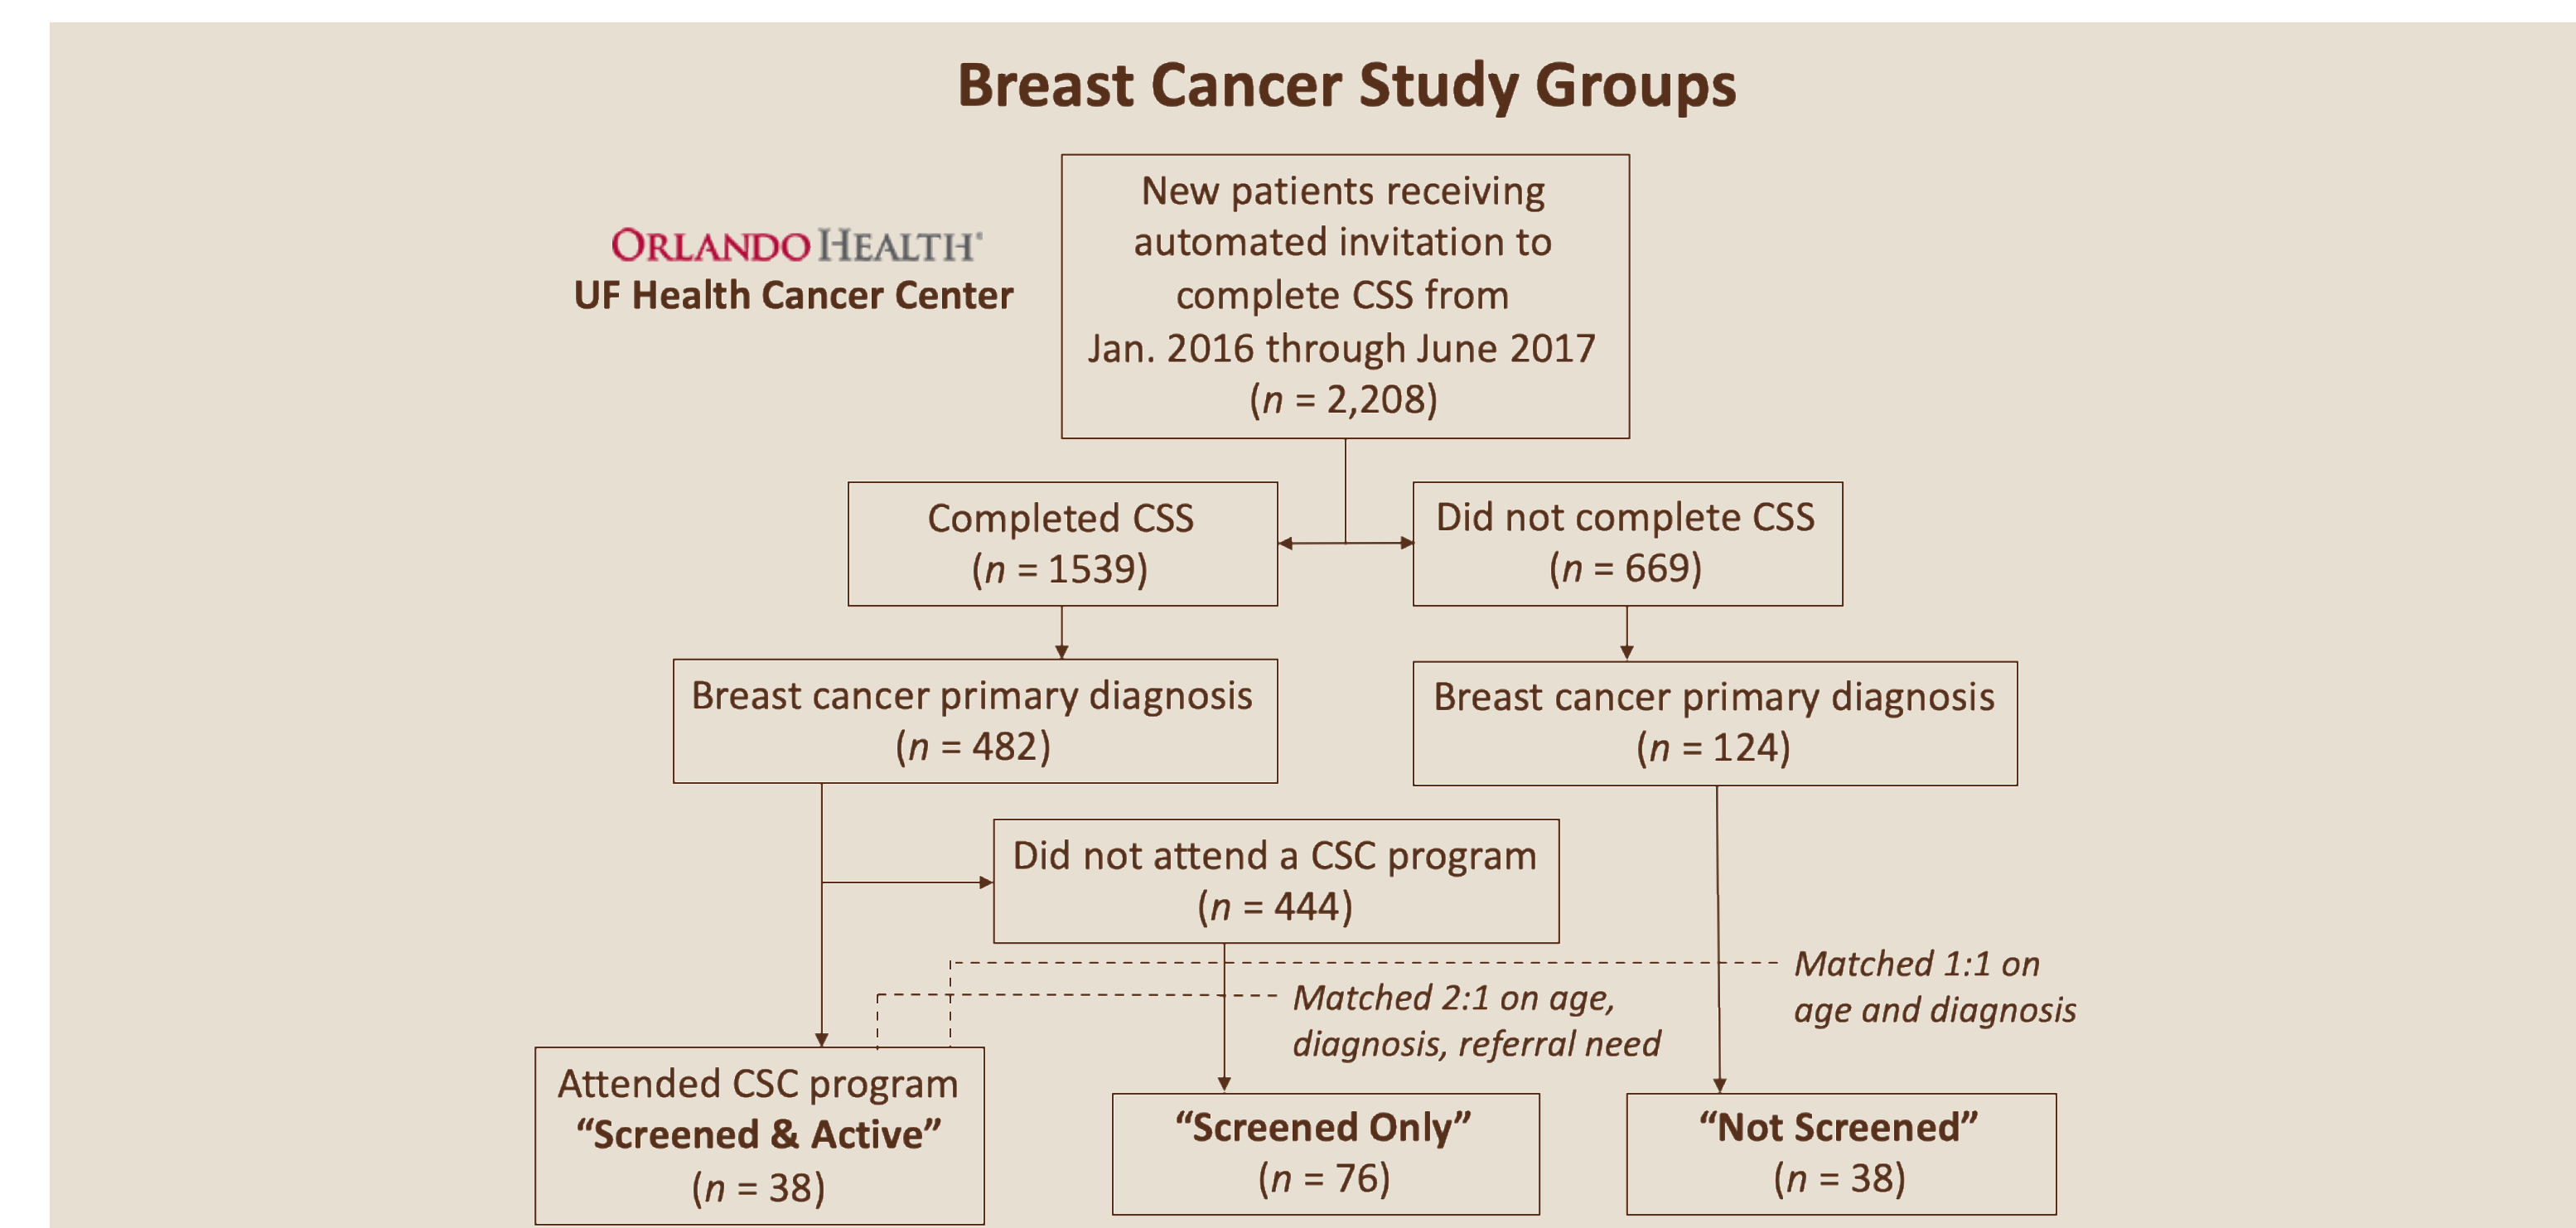 Breast Cancer Study Groups
New patients receiving
automated invitation to
complete CSS from
Jan. 2016 through June 2017
(n = 2,208)
ORLANDO HEALTH®
UF Health Cancer Center
Completed CSS
(n = 1539)
Did not complete CSS
(n = 669)
Breast cancer primary diagnosis
(n = 482)
Breast cancer primary diagnosis
(n = 124)
Did not attend a CSC program
(n = 444)
Matched 1:1 on
age and diagnosis
Matched 2:1 on age,
diagnosis, referral need
Attended CSC program
“Screened & Active”
(n = 38)
“Screened Only”
(n = 76)
“Not Screened”
(n = 38)